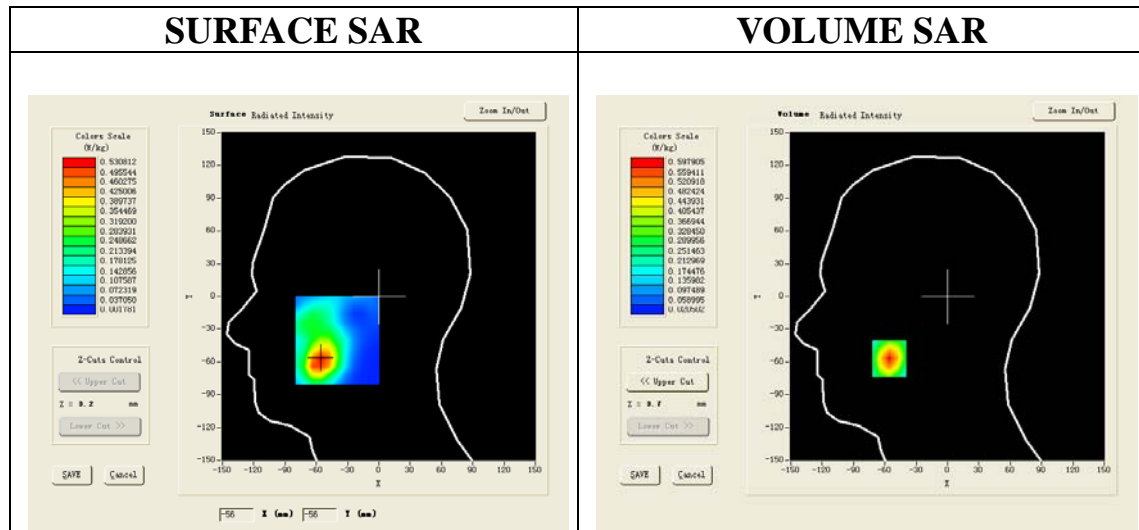 SURFACE SAR
VOLUME SAR
Surface Radiated Intensity
Zoom In/Out
Colors Scale
(W/kg)
0.530812
0.495544
0.460275
0.425006
0.389737
0.354469
0.319200
0.283931
0.248662
0.213394
0.178125
0.142856
0.107587
0.072319
0.037050
0.001781
150
120
90
60
30
0
-30
-60
-90
-120
-150
Y
-150 -120 -90 -60 -30 0 30 60 90 120 150
X
Z-Cuts Control
<< Upper Cut
Lower Cut >>
SAVE Cancel
-56 X (mm) -56 Y (mm)
Volume Radiated Intensity
Zoom In/Out
Colors Scale
(W/kg)
0.597905
0.559411
0.520918
0.482424
0.443931
0.405437
0.366944
0.328450
0.289956
0.251463
0.212969
0.174476
0.135982
0.097489
0.058995
0.020502
150
120
90
60
30
0
-30
-60
-90
-120
-150
Y
-150 -120 -90 -60 -30 0 30 60 90 120 150
X
Z-Cuts Control
<< Upper Cut
Lower Cut >>
SAVE Cancel